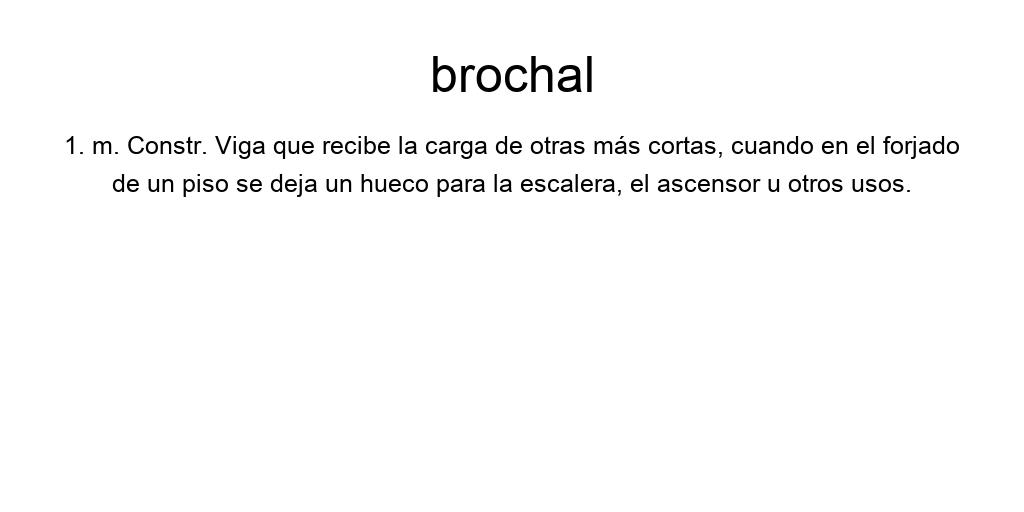 brochal
1. m. Constr. Viga que recibe la carga de otras más cortas, cuando en el forjado
de un piso se deja un hueco para la escalera, el ascensor u otros usos.